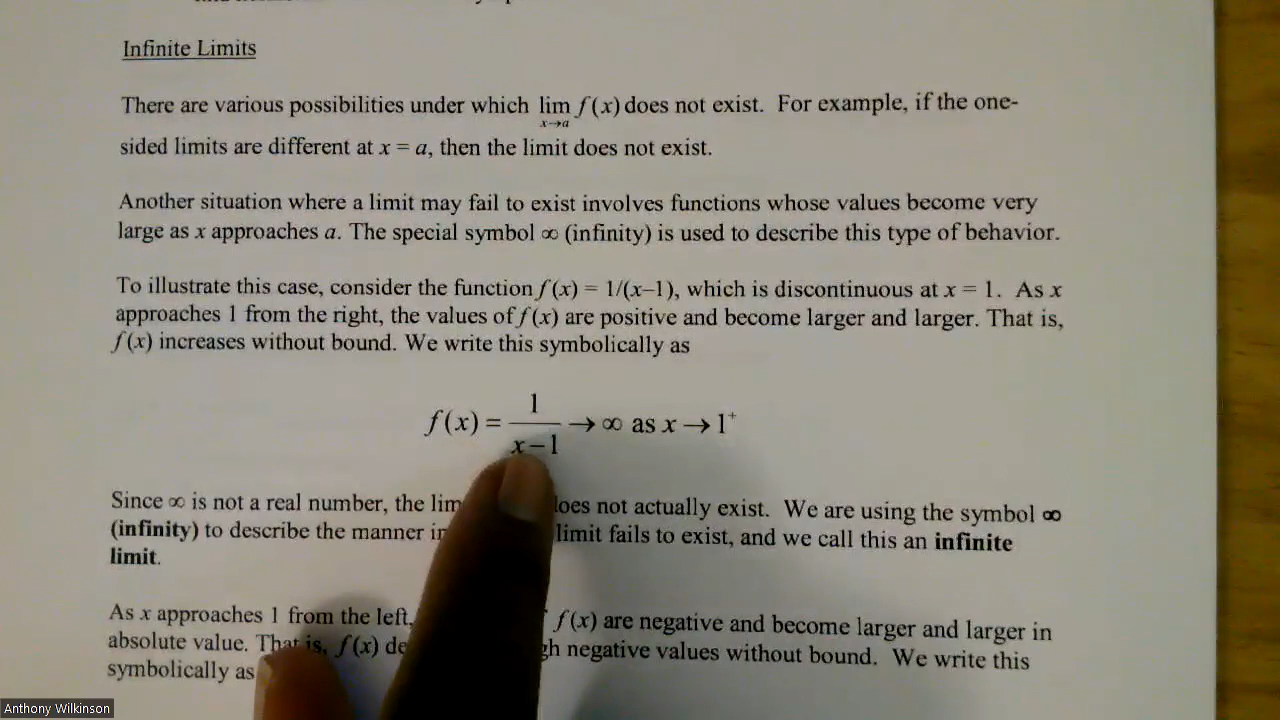 Infinite Limits
There are various possibilities under which lim f(x) does not exist. For example, if the one-
x→a
sided limits are different at x = a, then the limit does not exist.
Another situation where a limit may fail to exist involves functions whose values become very
large as x approaches a. The special symbol ∞ (infinity) is used to describe this type of behavior.
To illustrate this case, consider the function f(x) = 1/(x–1), which is discontinuous at x = 1. As x
approaches 1 from the right, the values of f(x) are positive and become larger and larger. That is,
f(x) increases without bound. We write this symbolically as
f(x) = 1/(x–1) → ∞ as x → 1⁺
Since ∞ is not a real number, the does not actually exist. We are using the symbol ∞
(infinity) to describe the manner limit fails to exist, and we call this an infinite
limit.
As x approaches 1 from the left, f(x) are negative and become larger and larger in
absolute value. That is, f(x) negative values without bound. We write this
symbolically as
Anthony Wilkinson